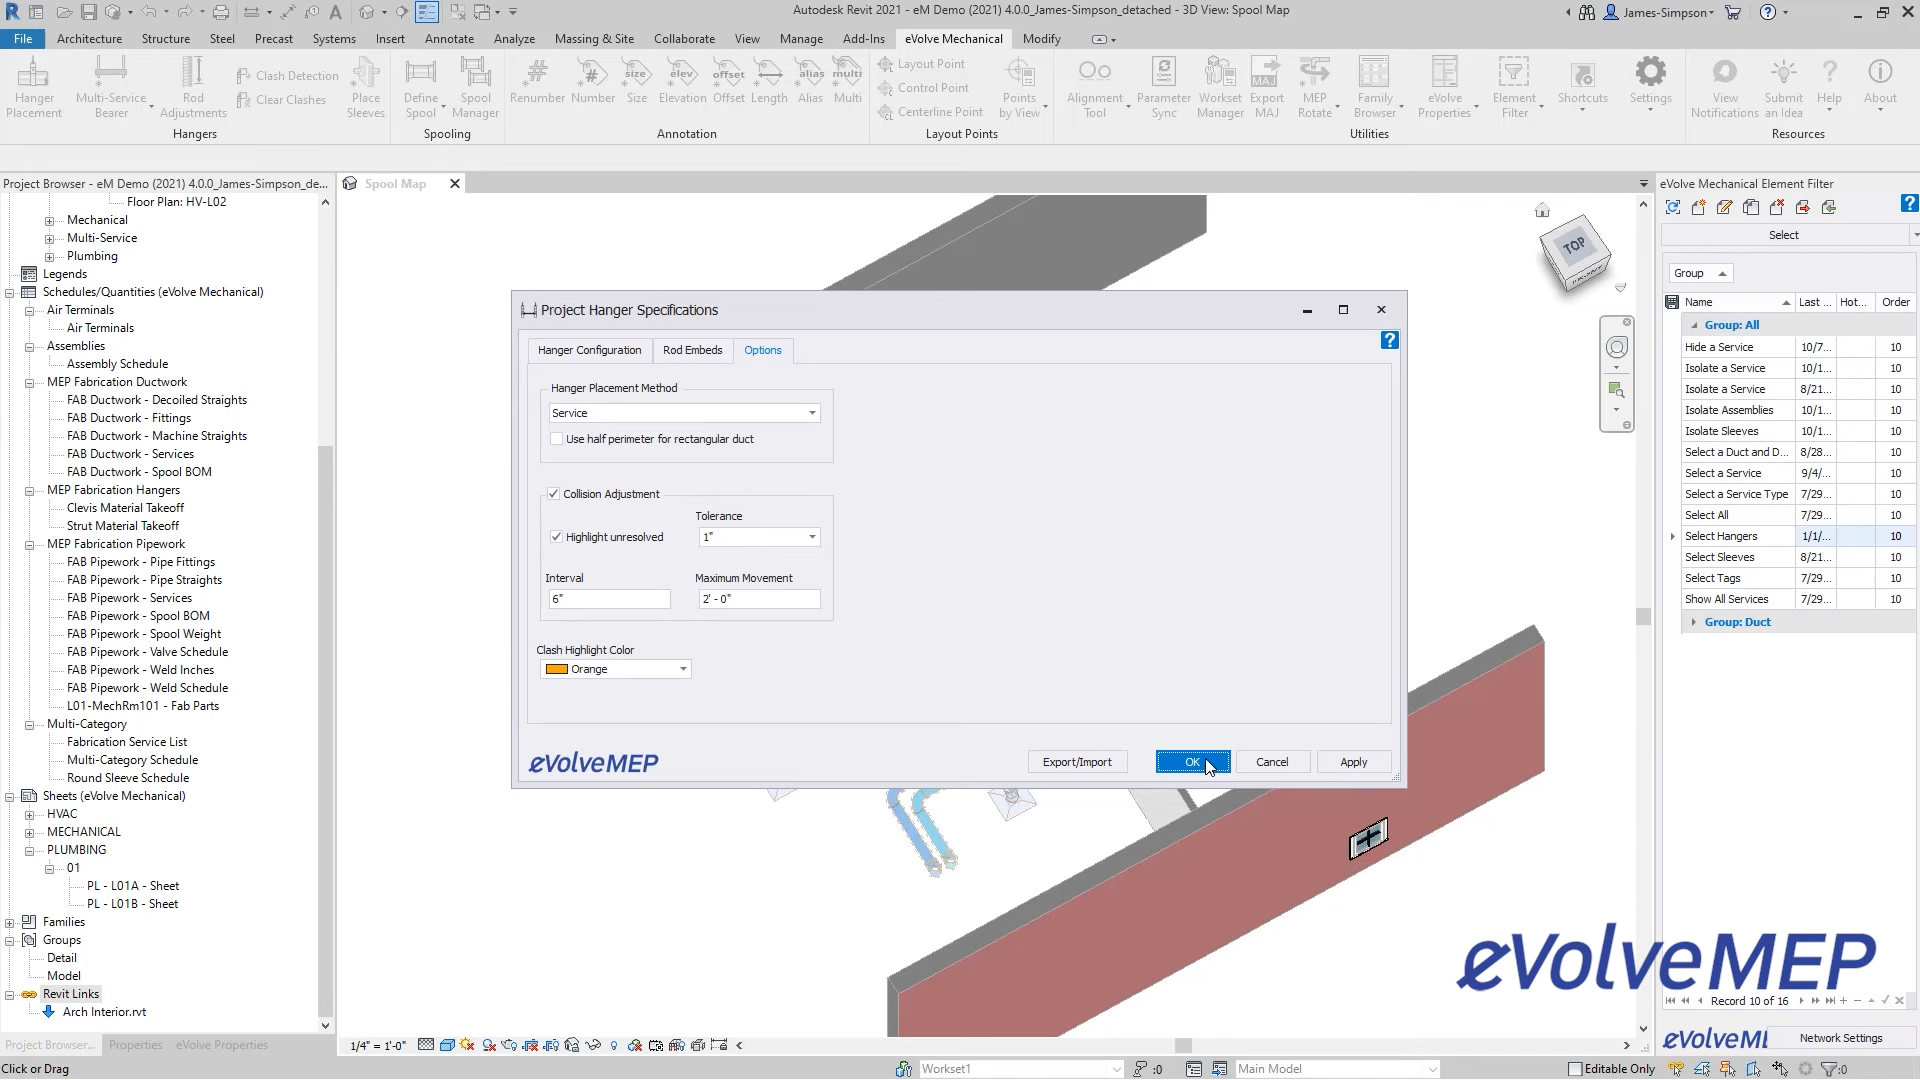 Autodesk Revit 2021 - eM Demo (2021) 4.0.0_James-Simpson_detached - 3D View: Spool Map
James-Simpson
File Architecture Structure Steel Precast Systems Insert Annotate Analyze Massing & Site Collaborate View Manage Add-Ins eVolve Mechanical Modify
Hanger Placement
Multi-Service Bearer
Rod Adjustments
Clash Detection
Clear Clashes
Place Sleeves
Define Spool
Spool Manager
Renumber
Number
Size
Elevation
Offset
Length
Alias
Multi
Layout Point
Control Point
Centerline Point
Points by View
Alignment Tool
Parameter Sync
Workset Manager
Export MAJ
MEP Rotate
Family Browser
eVolve Properties
Element Filter
Shortcuts
Settings
View Notifications
Submit an Idea
Help
About
Hangers
Spooling
Annotation
Layout Points
Utilities
Resources
Project Browser - eM Demo (2021) 4.0.0_James-Simpson_de...
Floor Plan: HV-L02
Mechanical
Multi-Service
Plumbing
Legends
Schedules/Quantities (eVolve Mechanical)
Air Terminals
Air Terminals
Assemblies
Assembly Schedule
MEP Fabrication Ductwork
FAB Ductwork - Decoiled Straights
FAB Ductwork - Fittings
FAB Ductwork - Machine Straights
FAB Ductwork - Services
FAB Ductwork - Spool BOM
MEP Fabrication Hangers
Clevis Material Takeoff
Strut Material Takeoff
MEP Fabrication Pipework
FAB Pipework - Pipe Fittings
FAB Pipework - Pipe Straights
FAB Pipework - Services
FAB Pipework - Spool BOM
FAB Pipework - Spool Weight
FAB Pipework - Valve Schedule
FAB Pipework - Weld Inches
FAB Pipework - Weld Schedule
L01-MechRm101 - Fab Parts
Multi-Category
Fabrication Service List
Multi-Category Schedule
Round Sleeve Schedule
Sheets (eVolve Mechanical)
HVAC
MECHANICAL
PLUMBING
01
PL - L01A - Sheet
PL - L01B - Sheet
Families
Groups
Detail
Model
Revit Links
Arch Interior.rvt
Project Browser... Properties eVolve Properties
Click or Drag
Spool Map
TOP
FRONT
Project Hanger Specifications
Hanger Configuration Rod Embeds Options
Hanger Placement Method
Service
Use half perimeter for rectangular duct
Collision Adjustment
Tolerance
Highlight unresolved 1"
Interval Maximum Movement
6" 2' - 0"
Clash Highlight Color
Orange
eVolveMEP
Export/Import OK Cancel Apply
1/4" = 1'-0"
Workset1
:0
Main Model
Editable Only
:0
eVolve Mechanical Element Filter
Select
Group
Name Last ... Hot... Order
Group: All
Hide a Service 10/7... 10
Isolate a Service 10/1... 10
Isolate a Service 8/21... 10
Isolate Assemblies 10/1... 10
Isolate Sleeves 10/1... 10
Select a Duct and D... 8/28... 10
Select a Service 9/4/... 10
Select a Service Type 7/29... 10
Select All 7/29... 10
Select Hangers 1/1/... 10
Select Sleeves 8/21... 10
Select Tags 7/29... 10
Show All Services 7/29... 10
Group: Duct
eVolveMEP
Record 10 of 16
Network Settings